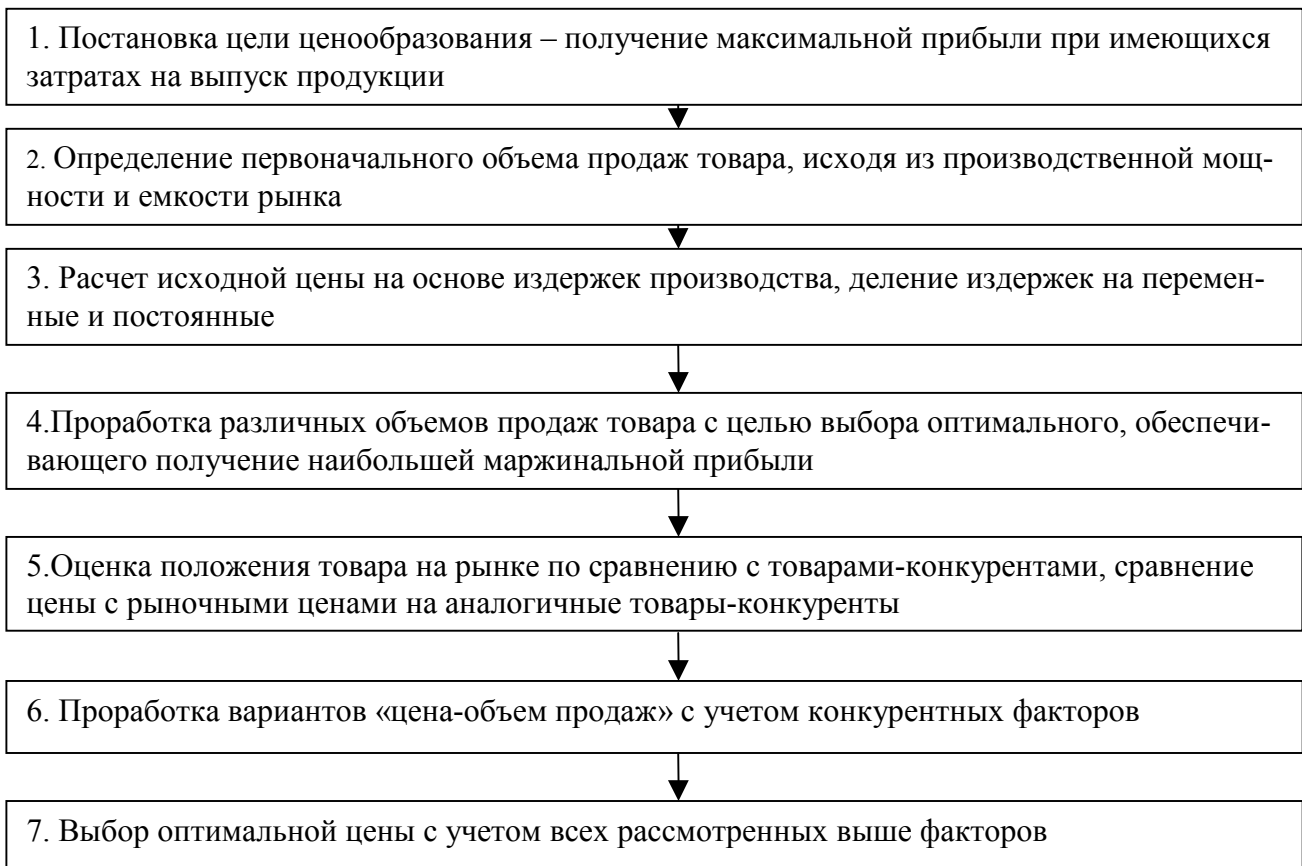 1. Постановка цели ценообразования – получение максимальной прибыли при имеющихся
затратах на выпуск продукции
2. Определение первоначального объема продаж товара, исходя из производственной мощ-
ности и емкости рынка
3. Расчет исходной цены на основе издержек производства, деление издержек на перемен-
ные и постоянные
4.Проработка различных объемов продаж товара с целью выбора оптимального, обеспечи-
вающего получение наибольшей маржинальной прибыли
5.Оценка положения товара на рынке по сравнению с товарами-конкурентами, сравнение
цены с рыночными ценами на аналогичные товары-конкуренты
6. Проработка вариантов «цена-объем продаж» с учетом конкурентных факторов
7. Выбор оптимальной цены с учетом всех рассмотренных выше факторов